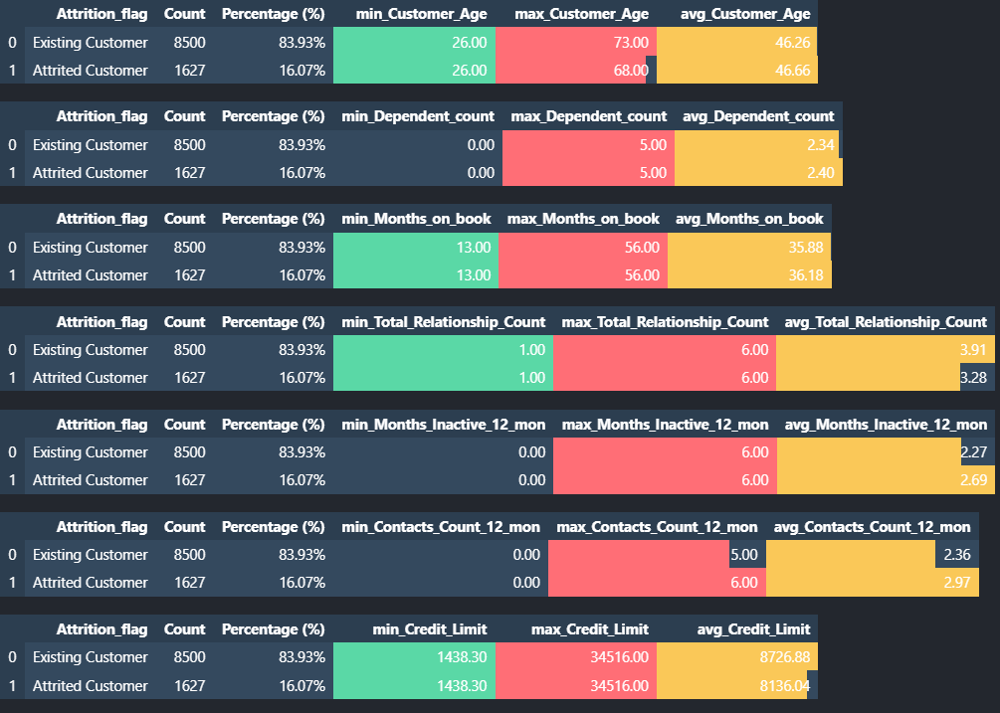 Attrition_flag Count Percentage (%) min_Customer_Age max_Customer_Age avg_Customer_Age
0 Existing Customer 8500 83.93% 26.00 73.00 46.26
1 Attrited Customer 1627 16.07% 26.00 68.00 46.66
Attrition_flag Count Percentage (%) min_Dependent_count max_Dependent_count avg_Dependent_count
0 Existing Customer 8500 83.93% 0.00 5.00 2.34
1 Attrited Customer 1627 16.07% 0.00 5.00 2.40
Attrition_flag Count Percentage (%) min_Months_on_book max_Months_on_book avg_Months_on_book
0 Existing Customer 8500 83.93% 13.00 56.00 35.88
1 Attrited Customer 1627 16.07% 13.00 56.00 36.18
Attrition_flag Count Percentage (%) min_Total_Relationship_Count max_Total_Relationship_Count avg_Total_Relationship_Count
0 Existing Customer 8500 83.93% 1.00 6.00 3.91
1 Attrited Customer 1627 16.07% 1.00 6.00 3.28
Attrition_flag Count Percentage (%) min_Months_Inactive_12_mon max_Months_Inactive_12_mon avg_Months_Inactive_12_mon
0 Existing Customer 8500 83.93% 0.00 6.00 2.27
1 Attrited Customer 1627 16.07% 0.00 6.00 2.69
Attrition_flag Count Percentage (%) min_Contacts_Count_12_mon max_Contacts_Count_12_mon avg_Contacts_Count_12_mon
0 Existing Customer 8500 83.93% 0.00 5.00 2.36
1 Attrited Customer 1627 16.07% 0.00 6.00 2.97
Attrition_flag Count Percentage (%) min_Credit_Limit max_Credit_Limit avg_Credit_Limit
0 Existing Customer 8500 83.93% 1438.30 34516.00 8726.88
1 Attrited Customer 1627 16.07% 1438.30 34516.00 8136.04